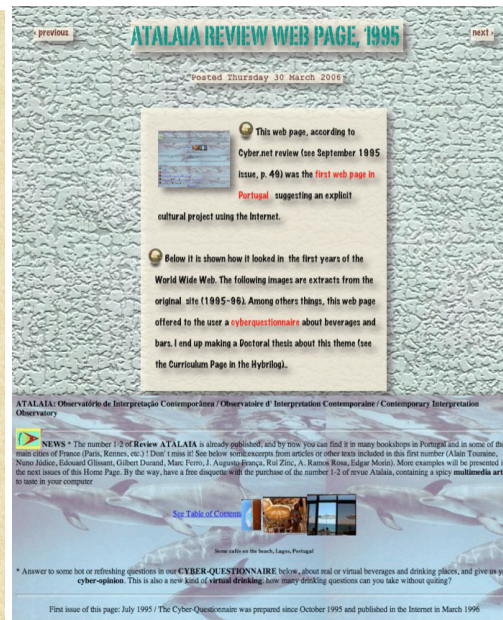 ‹ previous
ATALAIA REVIEW WEB PAGE, 1995
next ›
Posted Thursday 30 March 2006
This web page, according to
Cyber.net review (see September 1995
issue, p. 49) was the first web page in
Portugal suggesting an explicit
cultural project using the Internet.
Below it is shown how it looked in the first years of the
World Wide Web. The following images are extracts from the
original site (1995-96). Among others things, this web page
offered to the user a cyberquestionnaire about beverages and
bars. I end up making a Doctoral thesis about this theme (see
the Curriculum Page in the Hybrilog)..
ATALAIA: Observatório de Interpretação Contemporânea / Observatoire d' Interpretation Contemporaine / Contemporary Interpretation
Observatory
NEWS * The number 1-2 of Review ATALAIA is already published, and by now you can find it in many bookshops in Portugal and in some of the
main cities of France (Paris, Rennes, etc.) ! Don' t miss it! See below some excerpts from articles or other texts included in this first number (Alain Touraine,
Nuno Júdice, Edouard Glissant, Gilbert Durand, Marc Ferro, J. Augusto França, Rui Zinc, A. Ramos Rosa, Edgar Morin). More examples will be presented i
the next issues of this Home Page. By the way, have a free disquette with the purchase of the number 1-2 of revue Atalaia, containing a spicy multimedia art
to taste in your computer
See Table of Contents
Some cafés on the beach, Lagos, Portugal
* Answer to some hot or refreshing questions in our CYBER-QUESTIONNAIRE below, about real or virtual beverages and drinking places, and give us y
cyber-opinion. This is also a new kind of virtual drinking: how many drinking questions can you take without quiting?
First issue of this page: July 1995 / The Cyber-Questionnaire was prepared since October 1995 and published in the Internet in March 1996